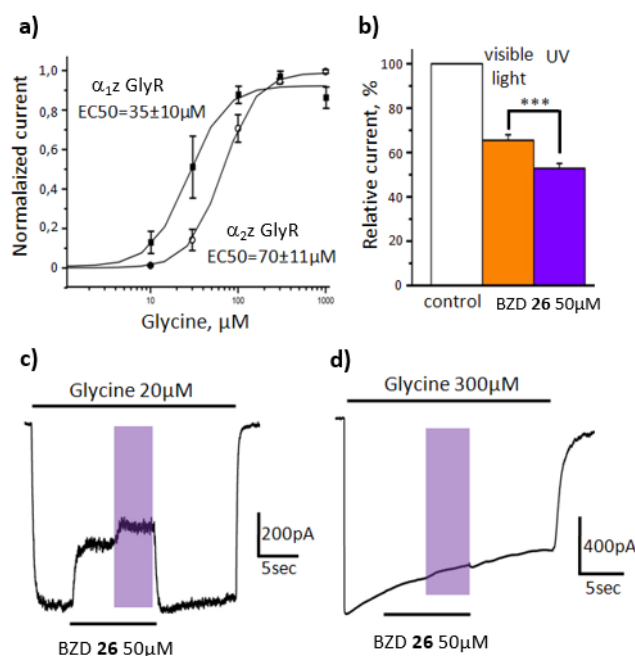 a)
Normalaized current
1,0
0,8
0,6
0,4
0,2
0
α₁z GlyR
EC50=35±10μM
α₂z GlyR
EC50=70±11μM
10
100
1000
Glycine, μM
b)
Relative current, %
100
80
60
40
20
0
visible
light
UV
***
control
BZD 26 50μM
c)
Glycine 20μM
200pA
5sec
BZD 26 50μM
d)
Glycine 300μM
400pA
5sec
BZD 26 50μM